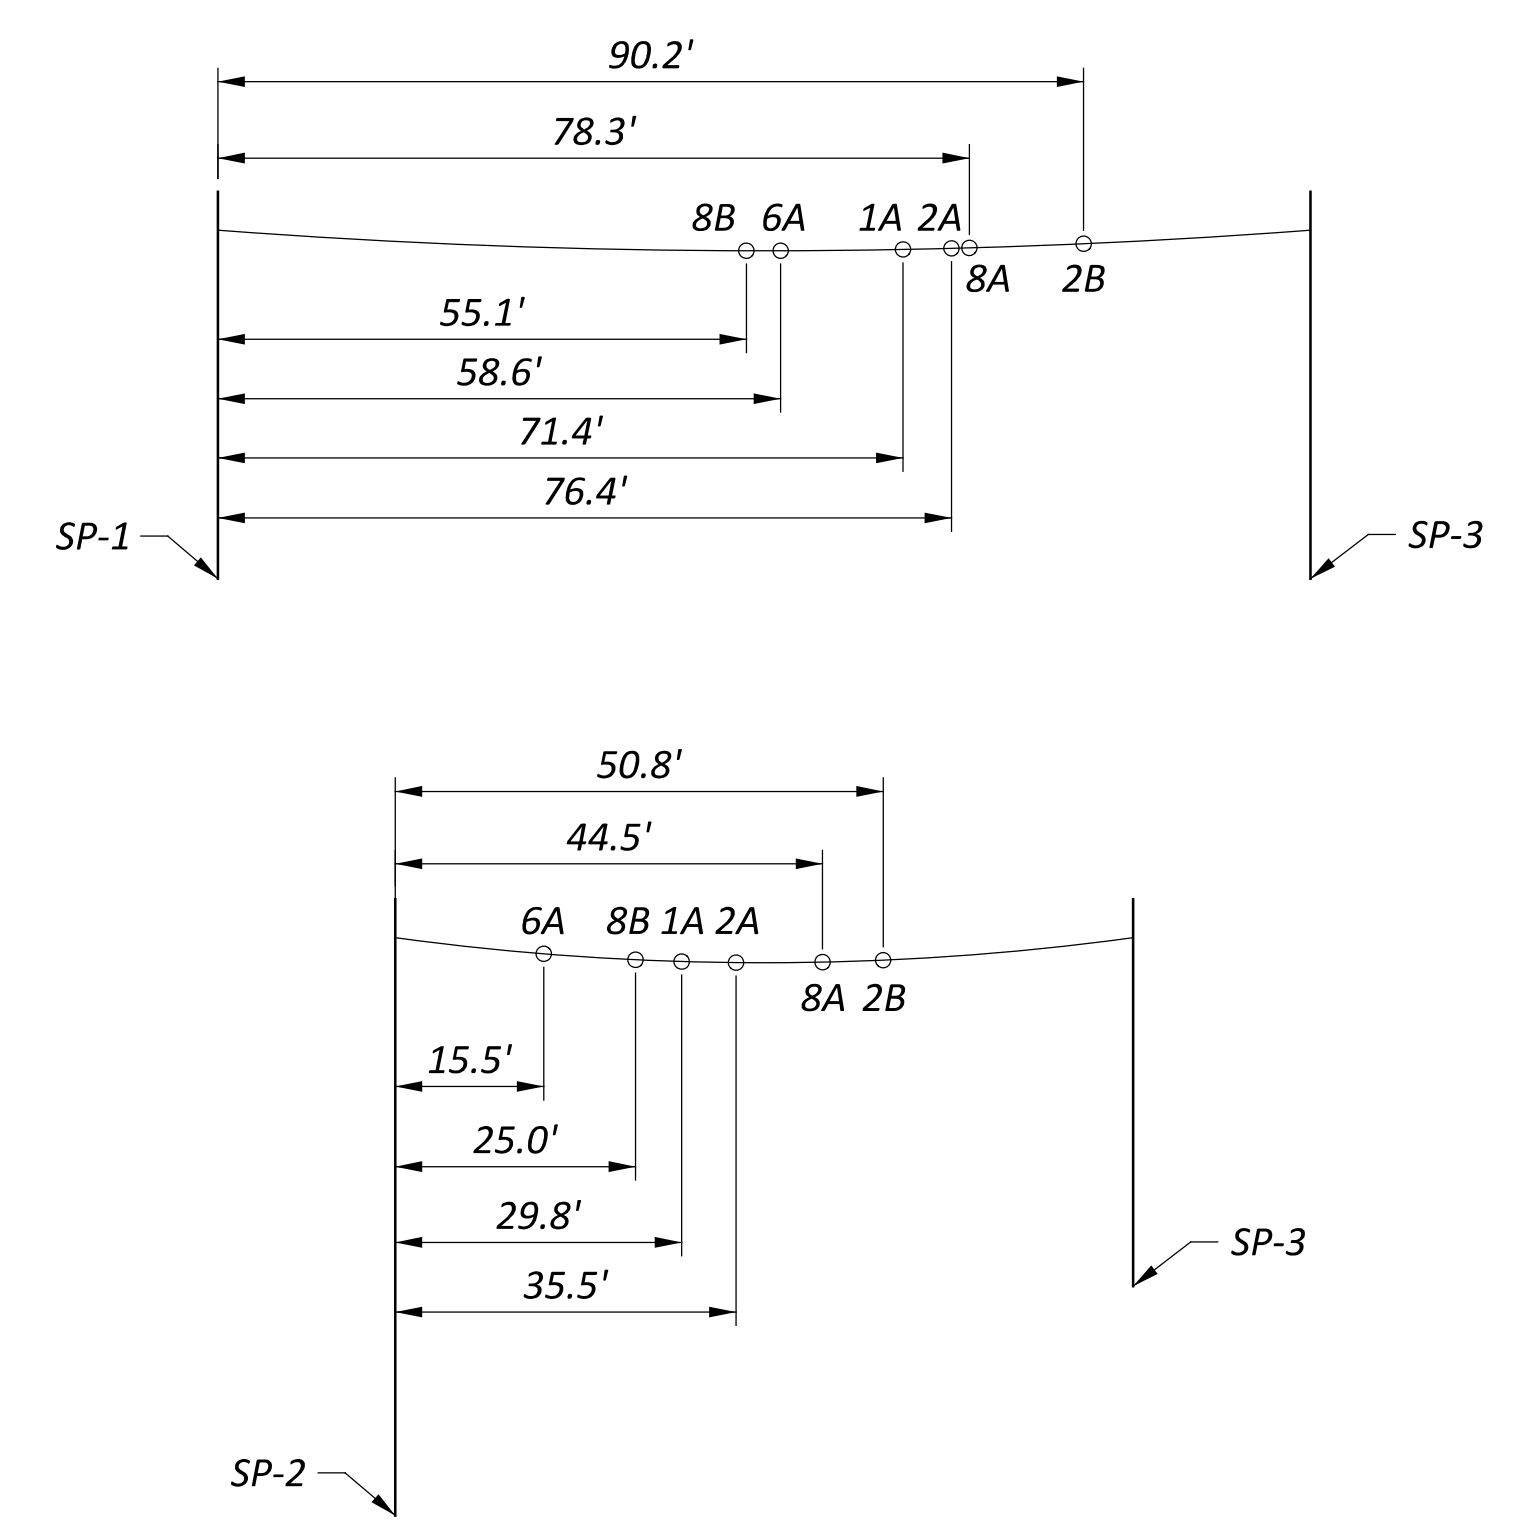 90.2'
78.3'
8B 6A 1A 2A
8A 2B
55.1'
58.6'
71.4'
76.4'
SP-1
SP-3
50.8'
44.5'
6A 8B 1A 2A
8A 2B
15.5'
25.0'
29.8'
SP-3
35.5'
SP-2